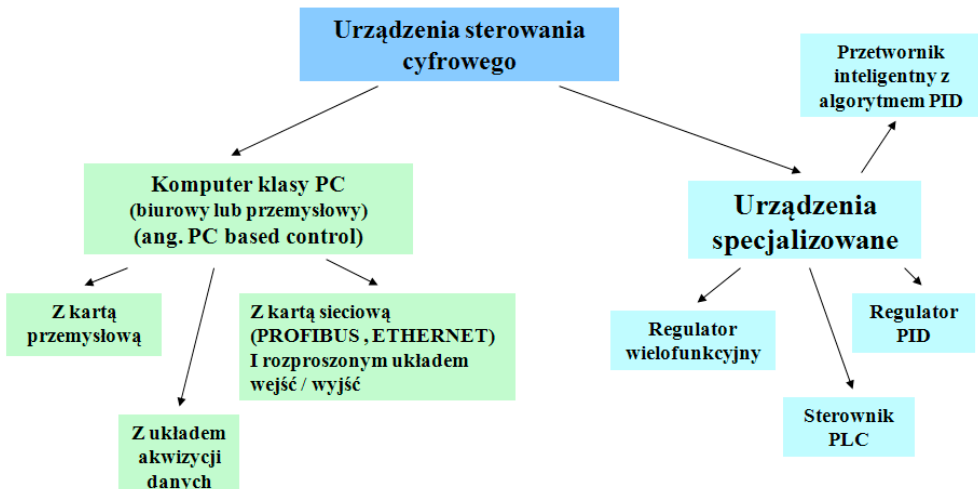 Urządzenia sterowania
cyfrowego
Przetwornik
inteligentny z
algorytmem PID
Komputer klasy PC
(biurowy lub przemysłowy)
(ang. PC based control)
Urządzenia
specjalizowane
Z kartą
przemysłową
Z kartą sieciową
(PROFIBUS , ETHERNET)
I rozproszonym układem
wejść / wyjść
Regulator
wielofunkcyjny
Regulator
PID
Z układem
akwizycji
danych
Sterownik
PLC